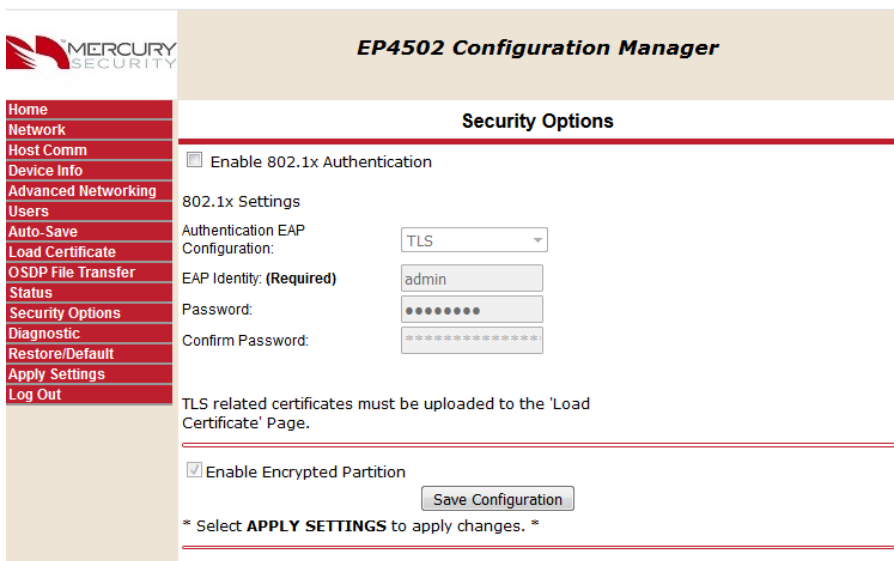 MERCURY
SECURITY
EP4502 Configuration Manager
Home
Network
Host Comm
Device Info
Advanced Networking
Users
Auto-Save
Load Certificate
OSDP File Transfer
Status
Security Options
Diagnostic
Restore/Default
Apply Settings
Log Out
Security Options
Enable 802.1x Authentication
802.1x Settings
Authentication EAP
Configuration:
TLS
EAP Identity: (Required)
admin
Password:
●●●●●●●●
Confirm Password:
**************
TLS related certificates must be uploaded to the 'Load
Certificate' Page.
Enable Encrypted Partition
Save Configuration
* Select APPLY SETTINGS to apply changes. *